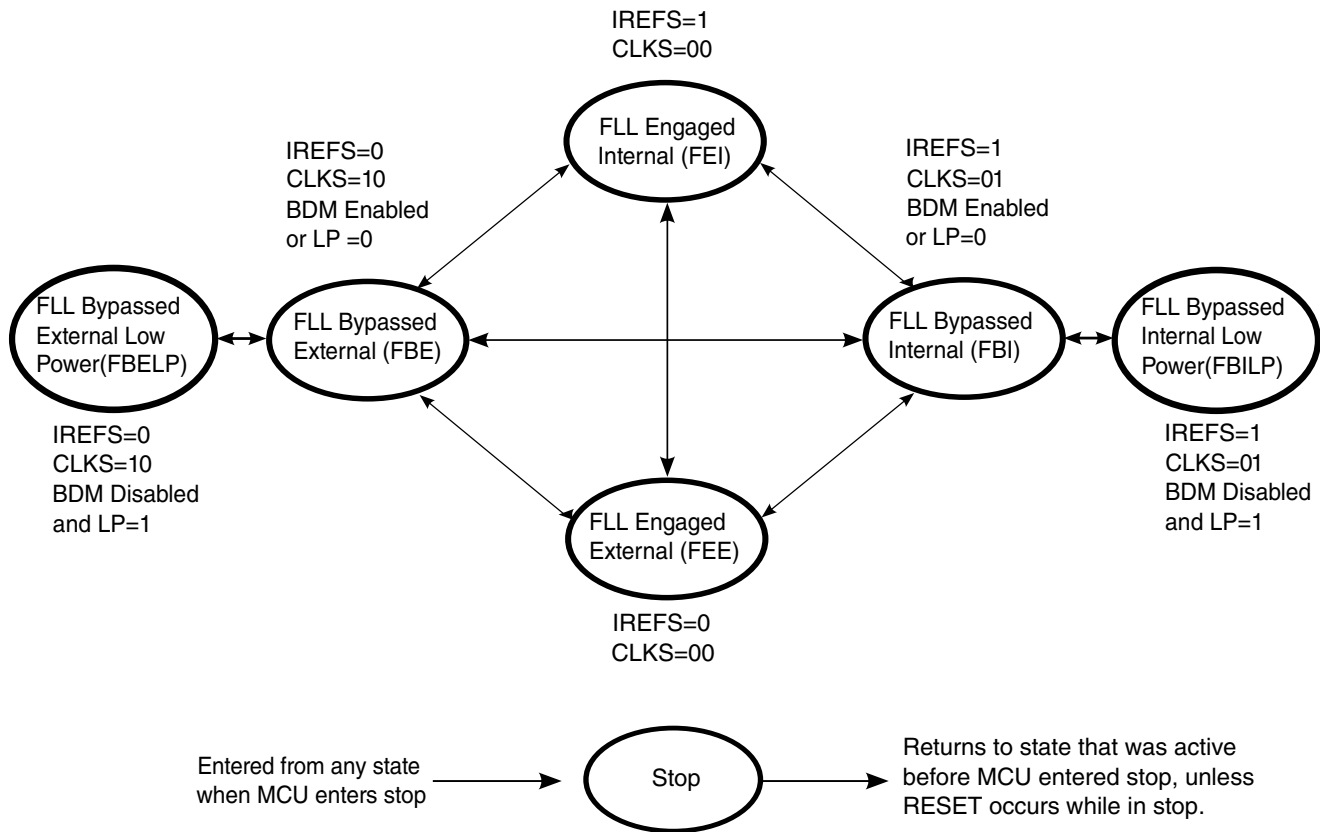 IREFS=1
CLKS=00
FLL Engaged
Internal (FEI)
IREFS=0
CLKS=10
BDM Enabled
or LP =0
IREFS=1
CLKS=01
BDM Enabled
or LP=0
FLL Bypassed
External Low
Power(FBELP)
FLL Bypassed
External (FBE)
FLL Bypassed
Internal (FBI)
FLL Bypassed
Internal Low
Power(FBILP)
IREFS=0
CLKS=10
BDM Disabled
and LP=1
IREFS=1
CLKS=01
BDM Disabled
and LP=1
FLL Engaged
External (FEE)
IREFS=0
CLKS=00
Entered from any state
when MCU enters stop
Stop
Returns to state that was active
before MCU entered stop, unless
RESET occurs while in stop.